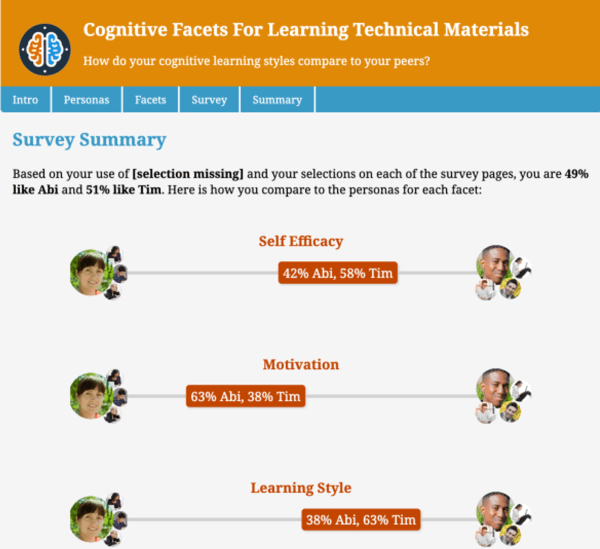 Cognitive Facets For Learning Technical Materials
How do your cognitive learning styles compare to your peers?
Intro Personas Facets Survey Summary
Survey Summary
Based on your use of [selection missing] and your selections on each of the survey pages, you are 49%
like Abi and 51% like Tim. Here is how you compare to the personas for each facet:
Self Efficacy
42% Abi, 58% Tim
Motivation
63% Abi, 38% Tim
Learning Style
38% Abi, 63% Tim